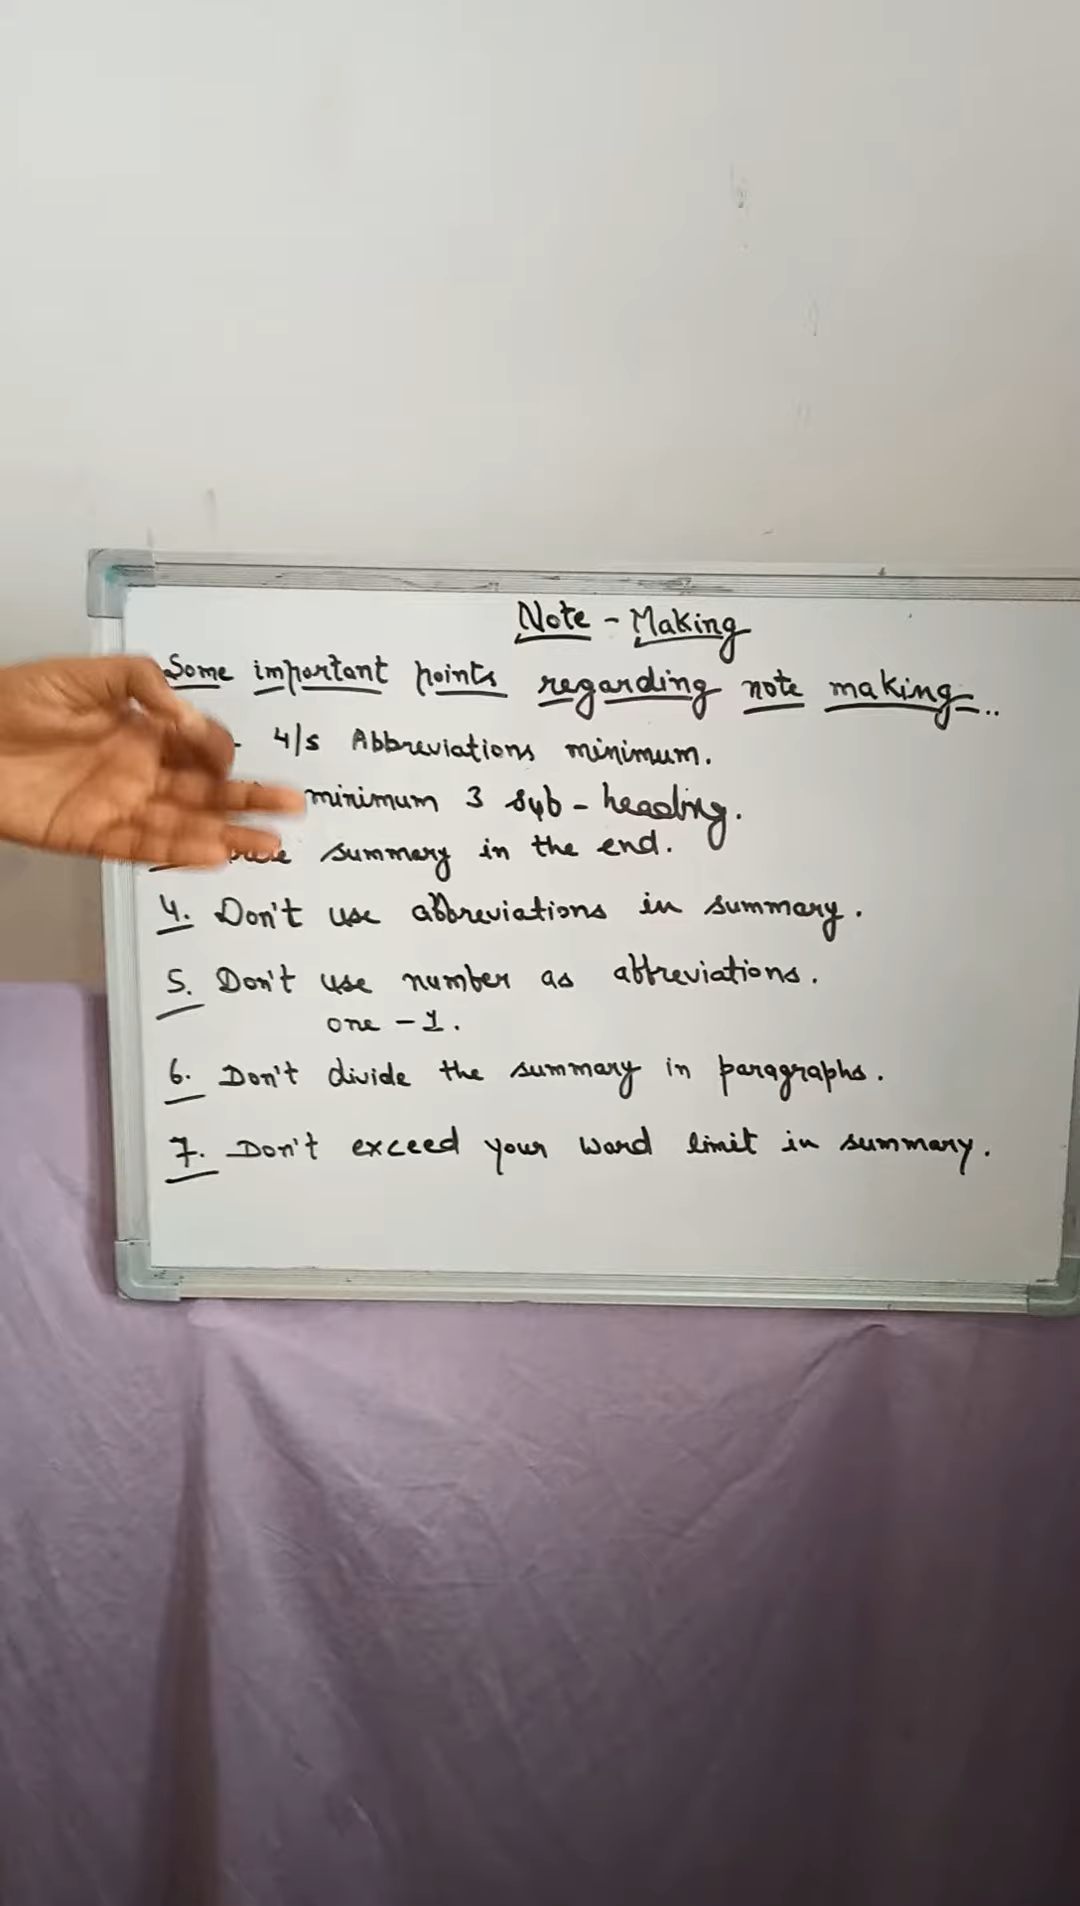 Note - Making
Some important points regarding note making...
4/5 Abbreviations minimum.
minimum 3 sub - heading.
summary in the end.
4. Don't use abbreviations in summary.
5. Don't use number as abbreviations.
one - 1.
6. Don't divide the summary in paragraphs.
7. Don't exceed your word limit in summary.